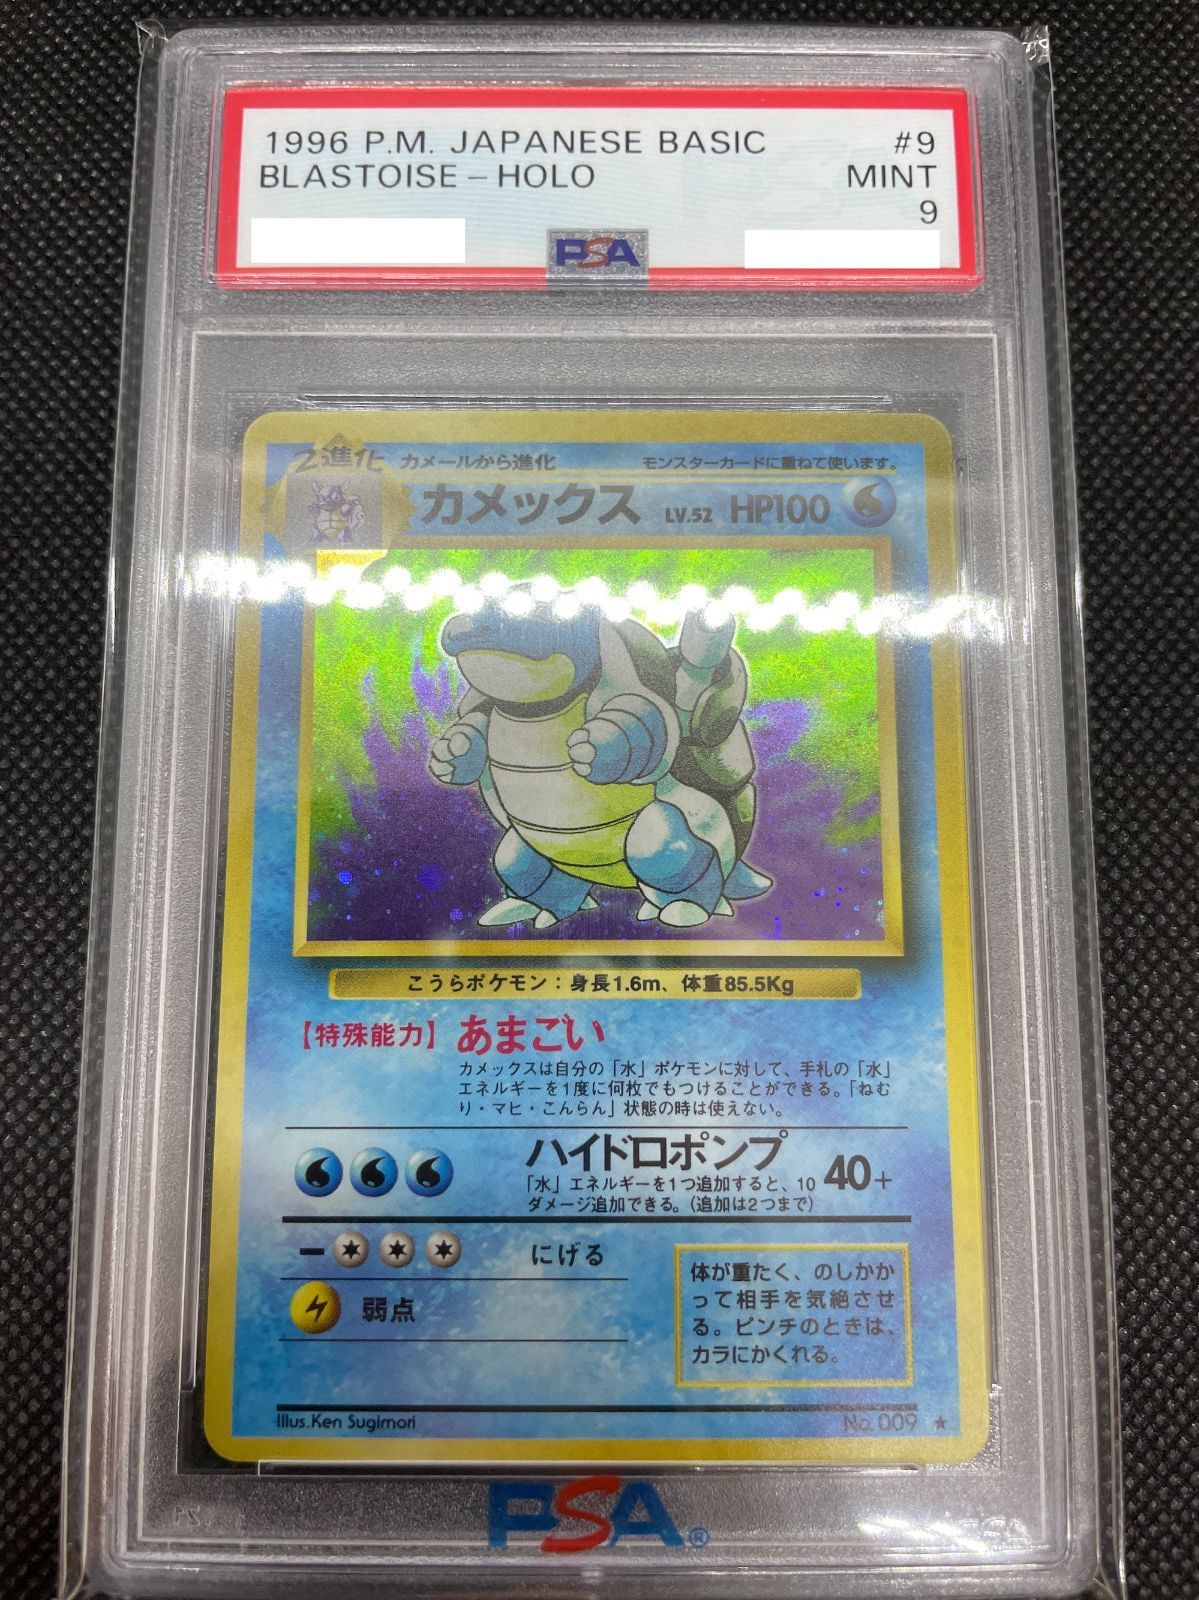 1996 P.M. JAPANESE BASIC #9
BLASTOISE - HOLO MINT
9
PSA
2進化 カメールから進化 モンスターカードに重ねて使います。
カメックス LV.52 HP100
こうらポケモン：身長1.6m、体重85.5Kg
【特殊能力】 あまごい
カメックスは自分の「水」ポケモンに対して、手札の「水」
エネルギーを1度に何枚でもつけることができる。「ねむ
り・マヒ・こんらん」状態の時は使えない。
ハイドロポンプ 40+
「水」エネルギーを1つ追加すると、10
ダメージ追加できる。（追加は2つまで）
ー にげる
弱点
体が重たく、のしかか
って相手を気絶させ
る。ピンチのときは、
カラにかくれる。
Illus. Ken Sugimori No. 009 ★
PSA®